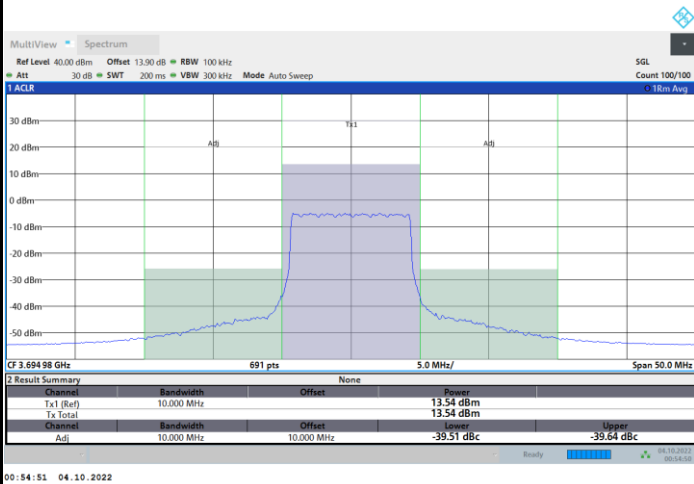 MultiView Spectrum
Ref Level 40.00 dBm Offset 13.90 dB RBW 100 kHz SGL
Att 30 dB SWT 200 ms VBW 300 kHz Mode Auto Sweep Count 100/100
1 ACLR 1Rm Avg
30 dBm
Tx1
20 dBm
Adj Adj
10 dBm
0 dBm
-10 dBm
-20 dBm
-30 dBm
-40 dBm
-50 dBm
CF 3.694 98 GHz 691 pts 5.0 MHz/ Span 50.0 MHz
2 Result Summary None
Channel Bandwidth Offset Power
Tx1 (Ref) 10.000 MHz 13.54 dBm
Tx Total 13.54 dBm
Channel Bandwidth Offset Lower Upper
Adj 10.000 MHz 10.000 MHz -39.51 dBc -39.64 dBc
Ready 04.10.2022
00:54:50
00:54:51 04.10.2022